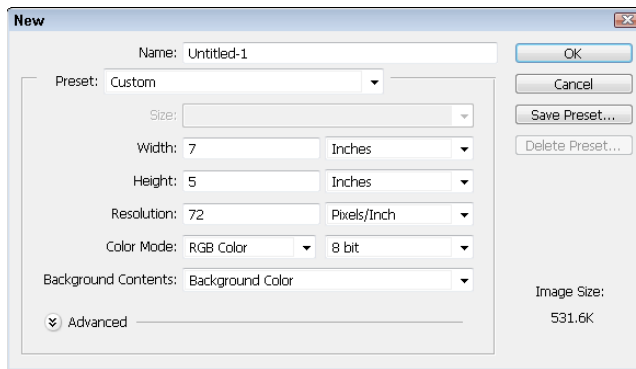 New
Name: Untitled-1
OK
Preset: Custom
Cancel
Size:
Save Preset...
Width: 7 Inches
Delete Preset...
Height: 5 Inches
Resolution: 72 Pixels/Inch
Color Mode: RGB Color 8 bit
Background Contents: Background Color
Image Size:
531.6K
Advanced